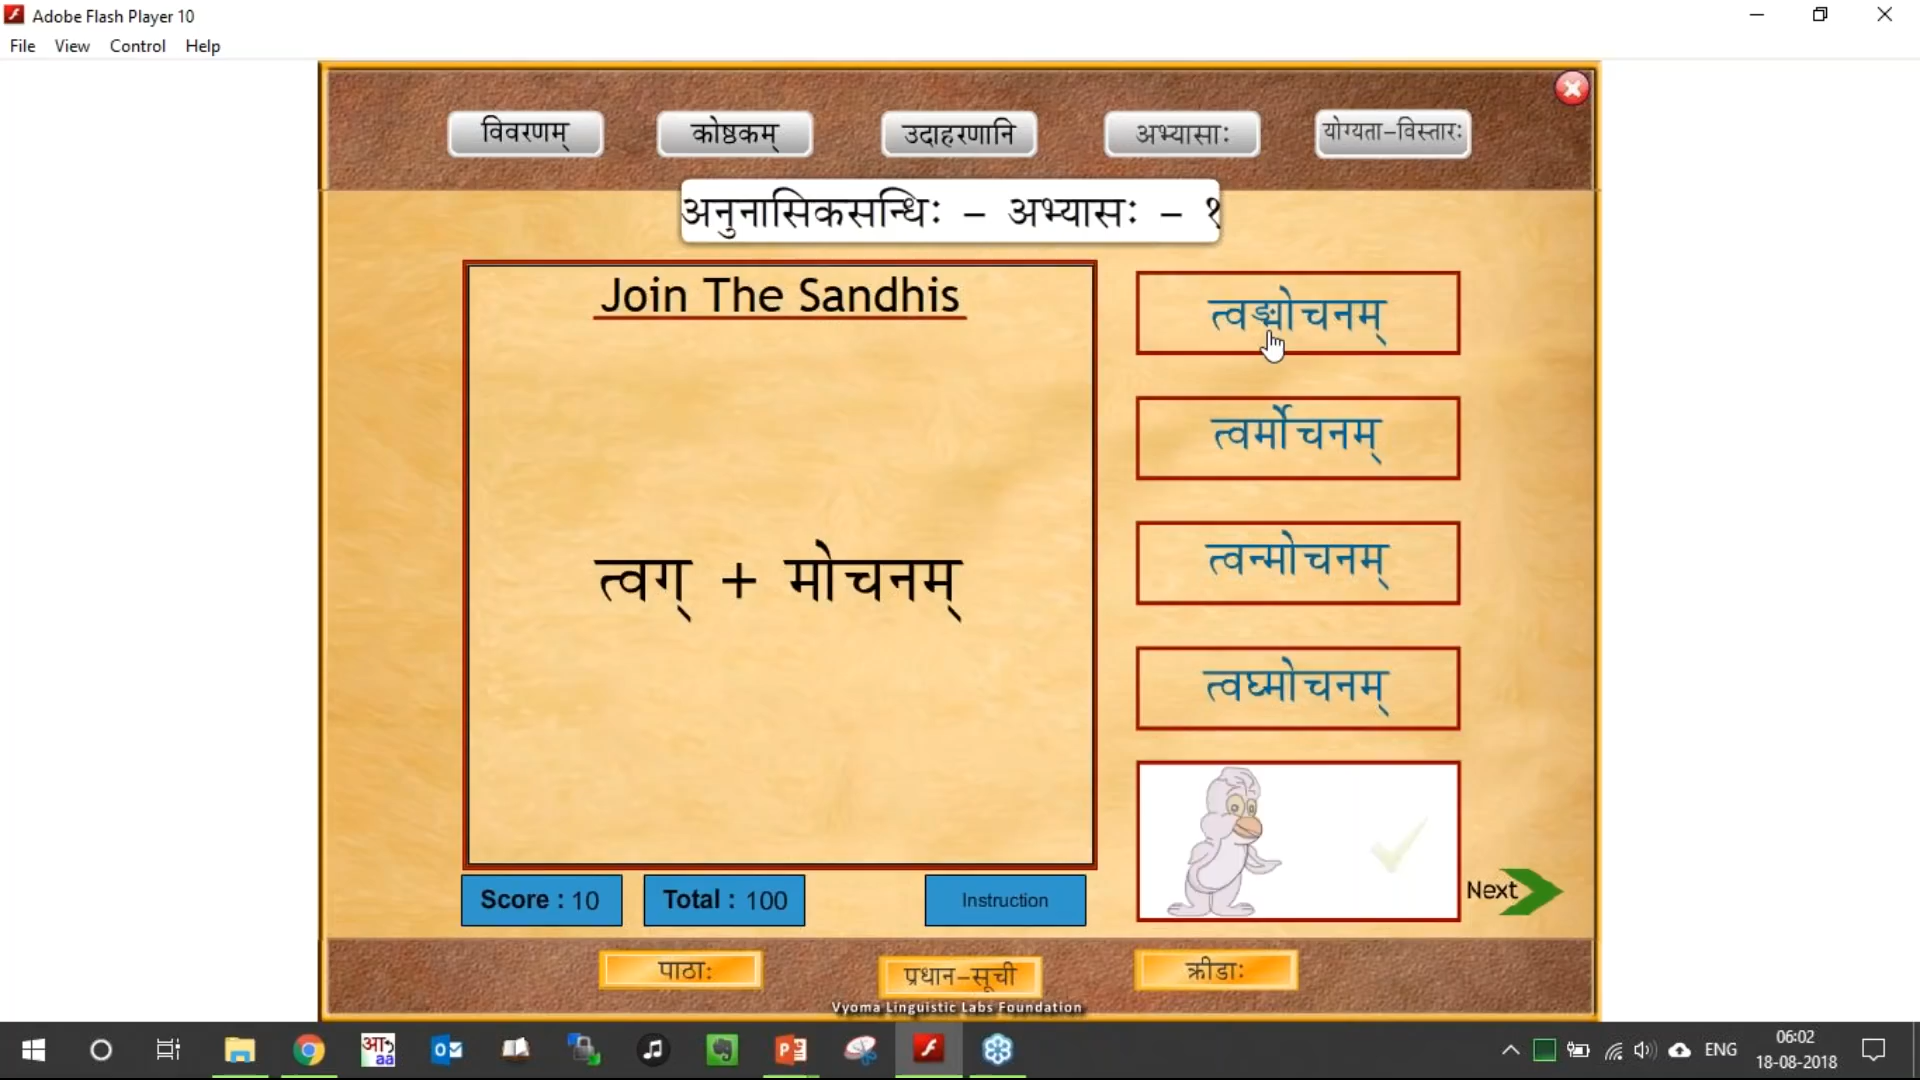 Adobe Flash Player 10
File View Control Help
विवरणम् कोष्ठकम् उदाहरणानि अभ्यासाः योग्यता-विस्तारः
अनुनासिकसन्धिः - अभ्यासः - १
Join The Sandhis
त्वग् + मोचनम्
त्वङ्मोचनम्
त्वर्मोचनम्
त्वन्मोचनम्
त्वघ्मोचनम्
Score : 10 Total : 100 Instruction
Next
पाठाः प्रधान-सूची क्रीडाः
Vyoma Linguistic Labs Foundation
ENG
06:02
18-08-2018